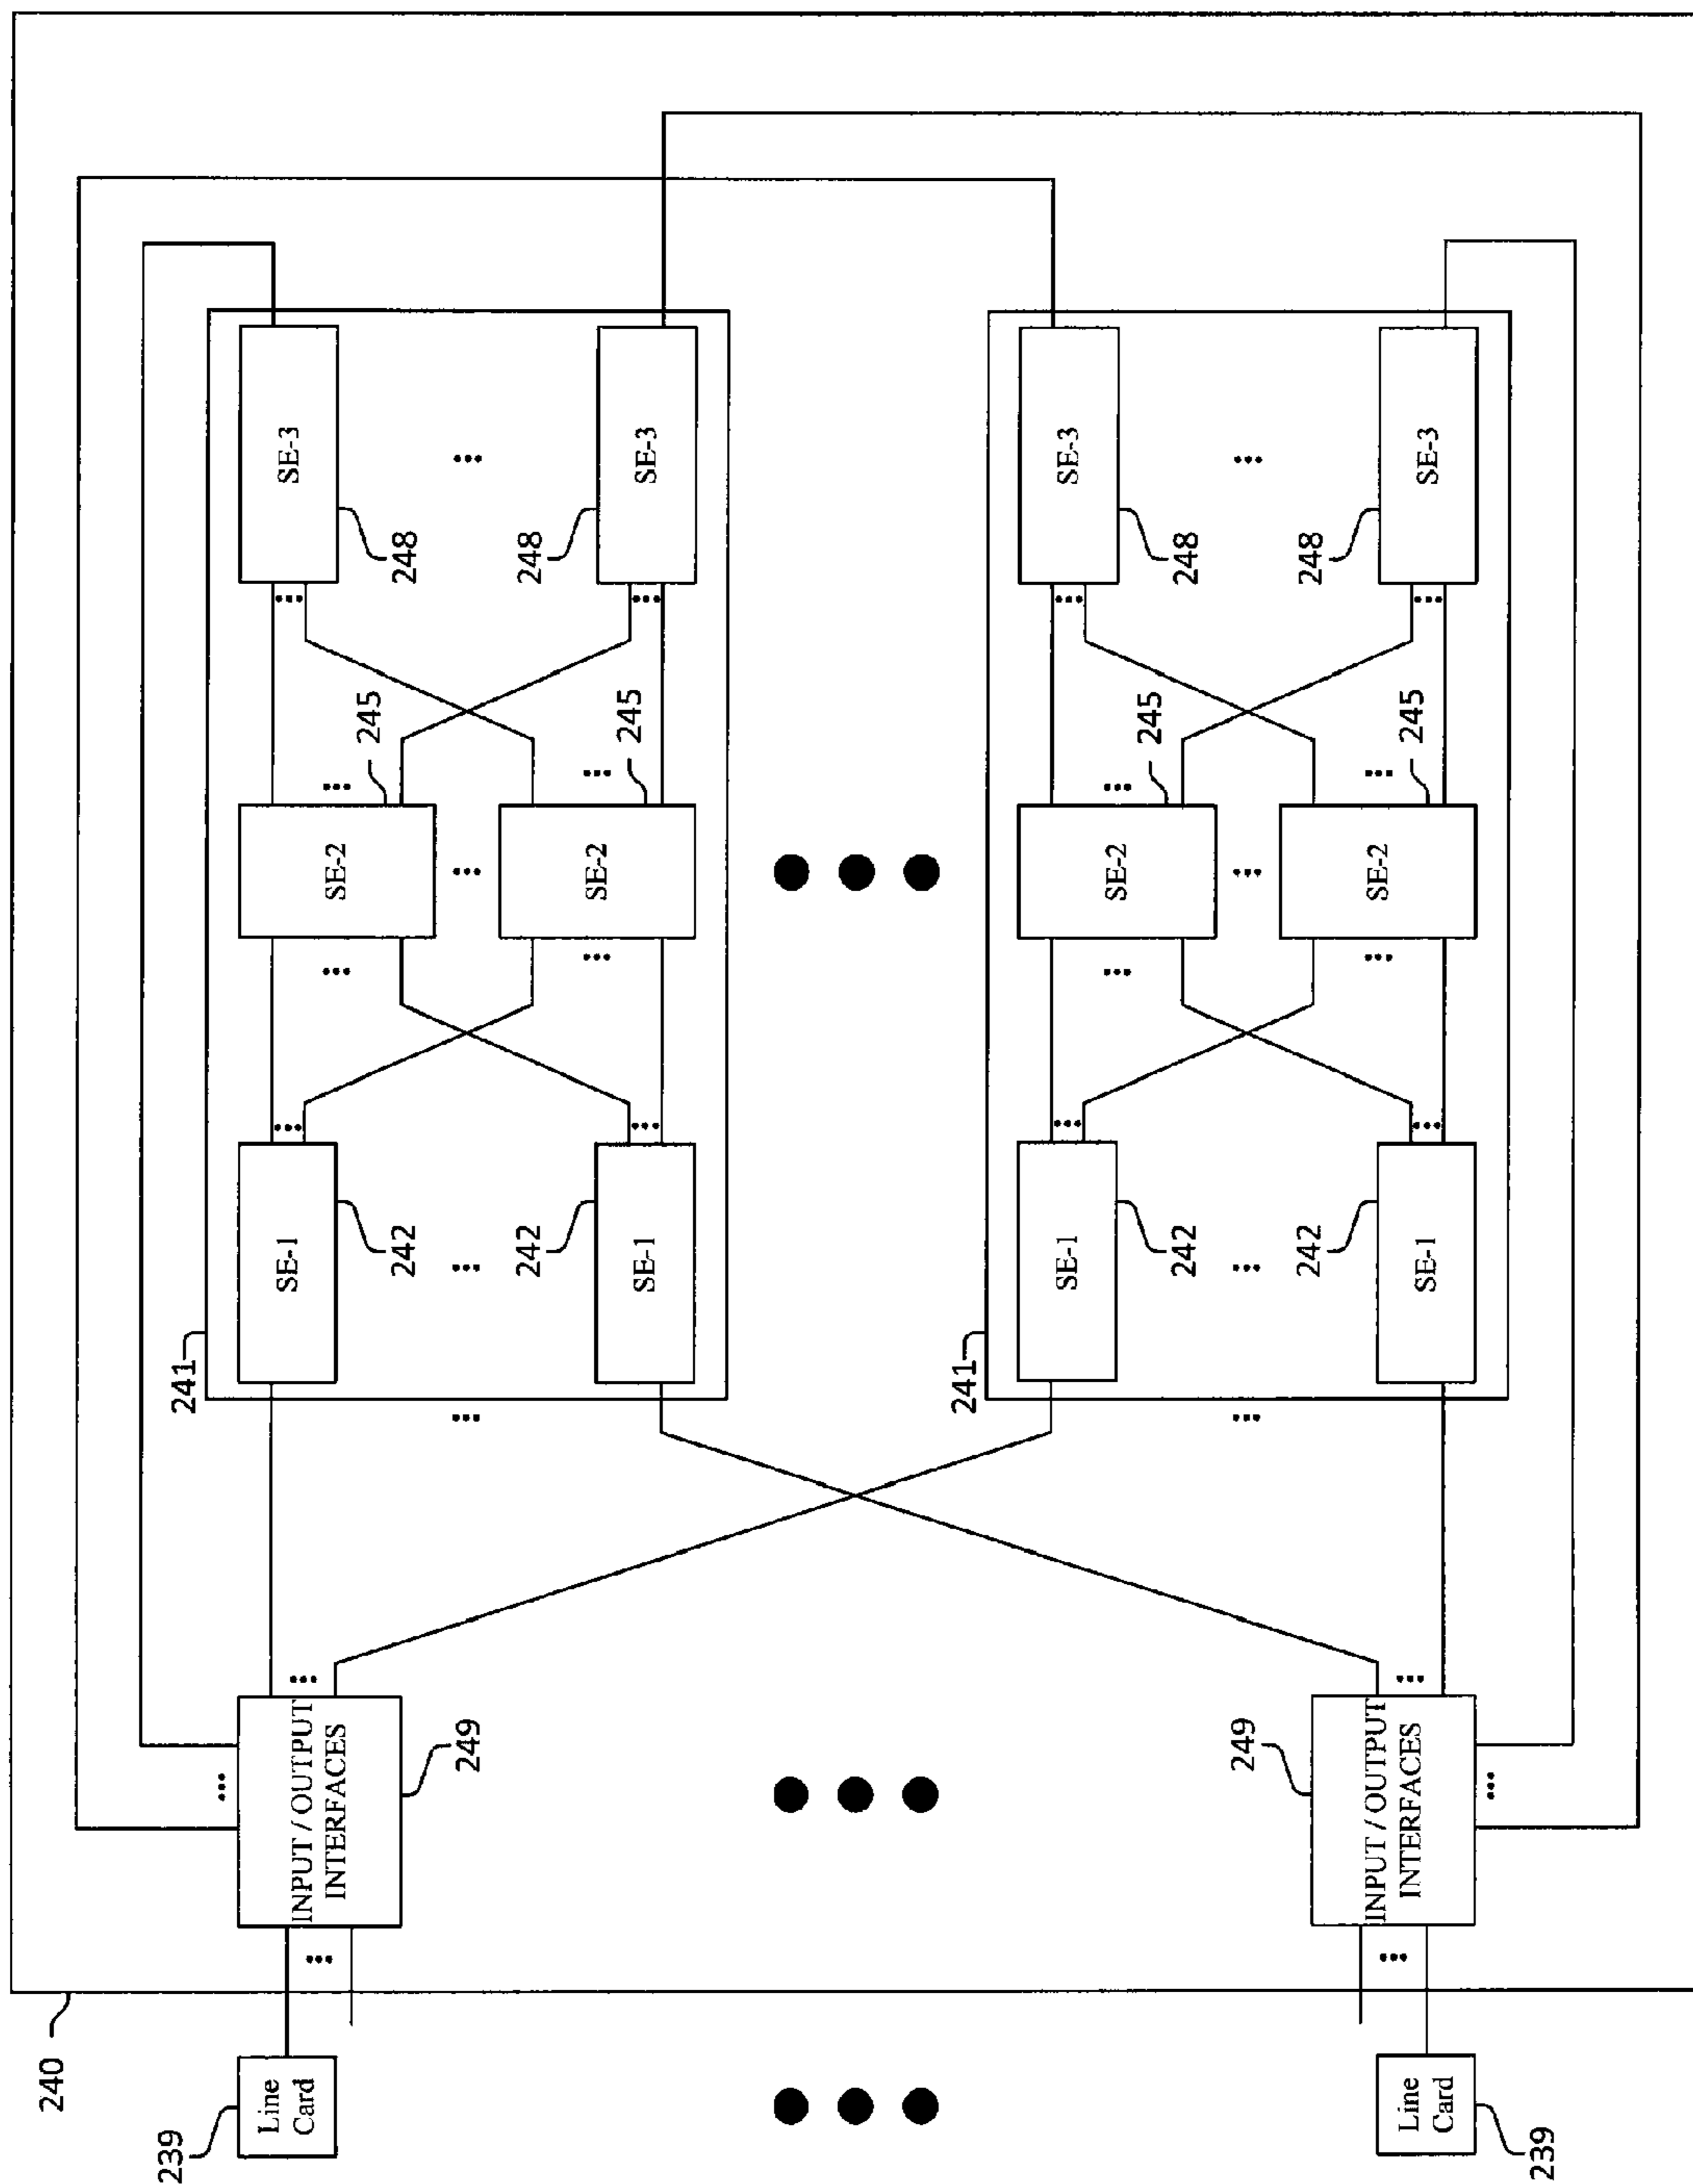 240
239
241
Line
Card
INPUT / OUTPUT
INTERFACES
SE-1
SE-2
SE-3
245
242
248
249
242
248
SE-1
SE-2
SE-3
245
241
SE-1
SE-2
SE-3
245
242
248
249
242
248
INPUT / OUTPUT
INTERFACES
SE-1
SE-2
SE-3
245
Line
Card
239